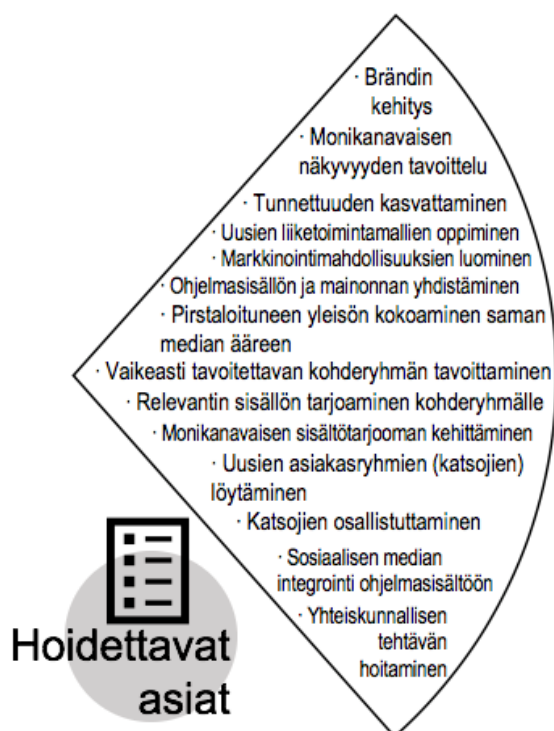 · Brändin
kehitys
· Monikanavaisen
näkyvyyden tavoittelu
· Tunnettuuden kasvattaminen
· Uusien liiketoimintamallien oppiminen
· Markkinointimahdollisuuksien luominen
· Ohjelmasisällön ja mainonnan yhdistäminen
· Pirstaloituneen yleisön kokoaminen saman
median ääreen
· Vaikeasti tavoitettavan kohderyhmän tavoittaminen
· Relevantin sisällön tarjoaminen kohderyhmälle
· Monikanavaisen sisältötarjooman kehittäminen
· Uusien asiakasryhmien (katsojien)
löytäminen
· Katsojien osallistuttaminen
· Sosiaalisen median
integrointi ohjelmasisältöön
· Yhteiskunnallisen
tehtävän
hoitaminen
Hoidettavat
asiat